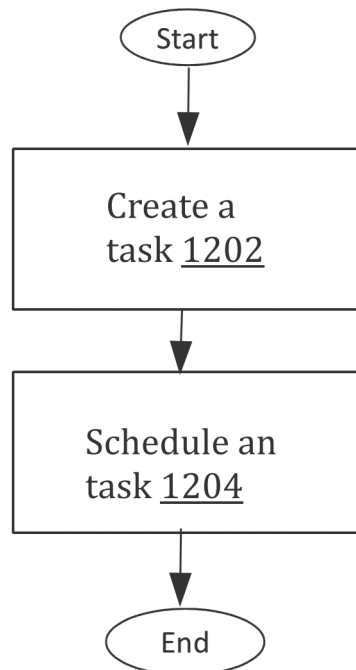 Start
Create a
task 1202
Schedule an
task 1204
End